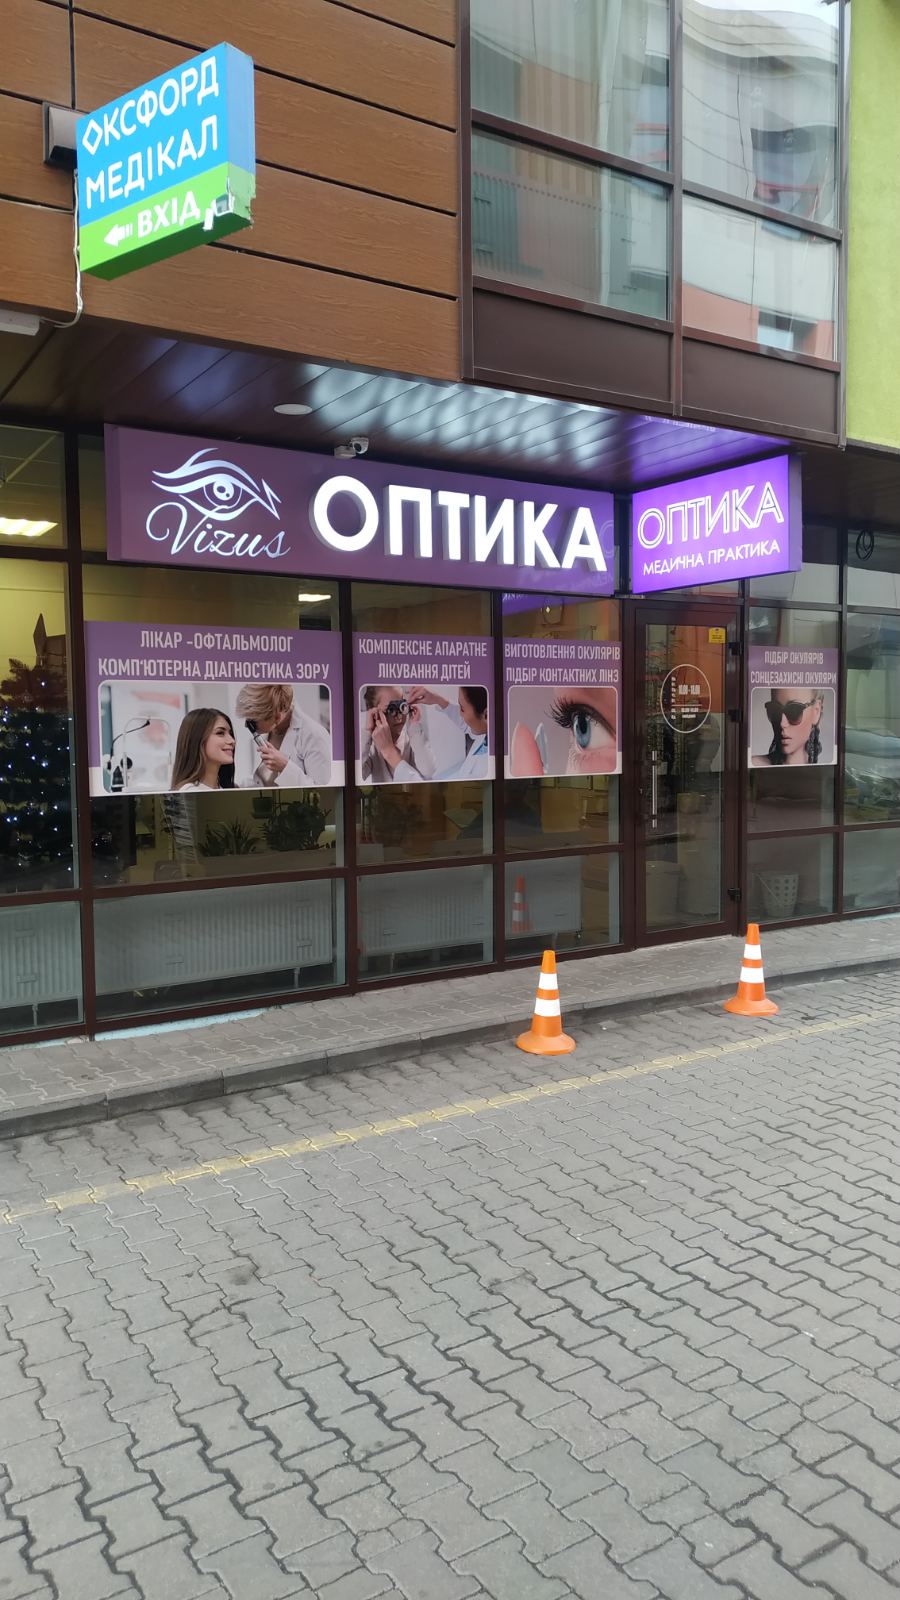 ОКСФОРД
МЕДІКАЛ
ВХІД
Vizus
ОПТИКА
ОПТИКА
МЕДИЧНА ПРАКТИКА
ЛІКАР -ОФТАЛЬМОЛОГ
КОМП'ЮТЕРНА ДІАГНОСТИКА ЗОРУ
КОМПЛЕКСНЕ АПАРАТНЕ
ЛІКУВАННЯ ДІТЕЙ
ВИГОТОВЛЕННЯ ОКУЛЯРІВ
ПІДБІР КОНТАКТНИХ ЛІНЗ
ПІДБІР ОКУЛЯРІВ
СОНЦЕЗАХИСНІ ОКУЛЯРИ